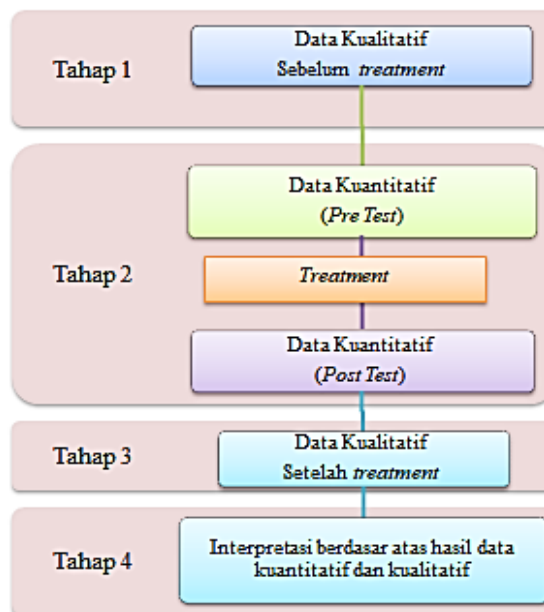 Tahap 1
Data Kualitatif
Sebelum treatment
Tahap 2
Data Kuantitatif
(Pre Test)
Treatment
Data Kuantitatif
(Post Test)
Tahap 3
Data Kualitatif
Setelah treatment
Tahap 4
Interpretasi berdasar atas hasil data
kuantitatif dan kualitatif